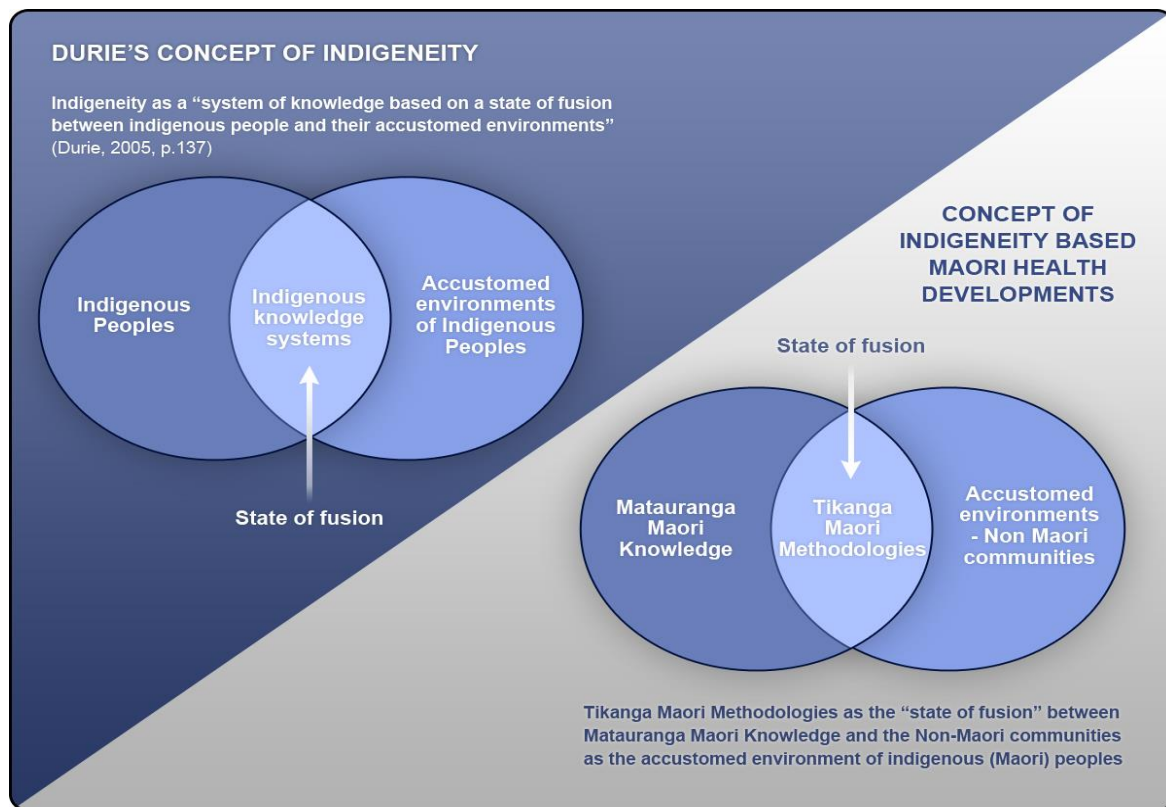 DURIE’S CONCEPT OF INDIGENEITY
Indigeneity as a “system of knowledge based on a state of fusion
between indigenous people and their accustomed environments”
(Durie, 2005, p.137)
Indigenous
Peoples
Indigenous
knowledge
systems
Accustomed
environments
of Indigenous
Peoples
State of fusion
CONCEPT OF
INDIGENEITY BASED
MAORI HEALTH
DEVELOPMENTS
State of fusion
Matauranga
Maori
Knowledge
Tikanga
Maori
Methodologies
Accustomed
environments
- Non Maori
communities
Tikanga Maori Methodologies as the “state of fusion” between
Matauranga Maori Knowledge and the Non-Maori communities
as the accustomed environment of indigenous (Maori) peoples